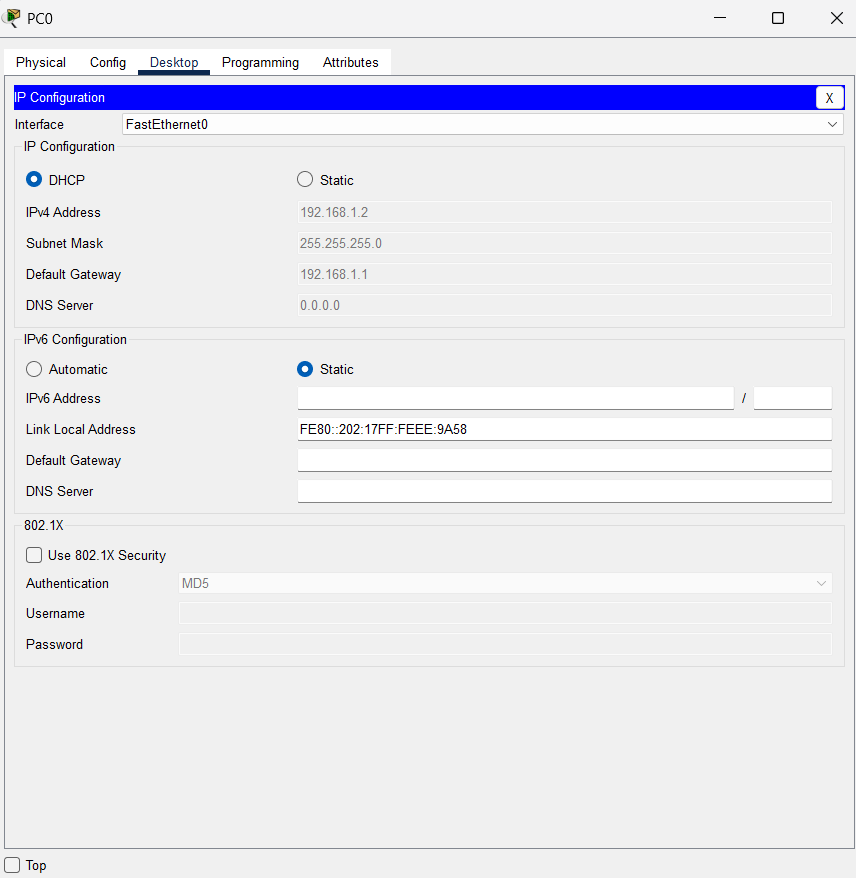 PC0
Physical Config Desktop Programming Attributes
IP Configuration X
Interface FastEthernet0
IP Configuration
DHCP Static
IPv4 Address 192.168.1.2
Subnet Mask 255.255.255.0
Default Gateway 192.168.1.1
DNS Server 0.0.0.0
IPv6 Configuration
Automatic Static
IPv6 Address /
Link Local Address FE80::202:17FF:FEEE:9A58
Default Gateway
DNS Server
802.1X
Use 802.1X Security
Authentication MD5
Username
Password
Top